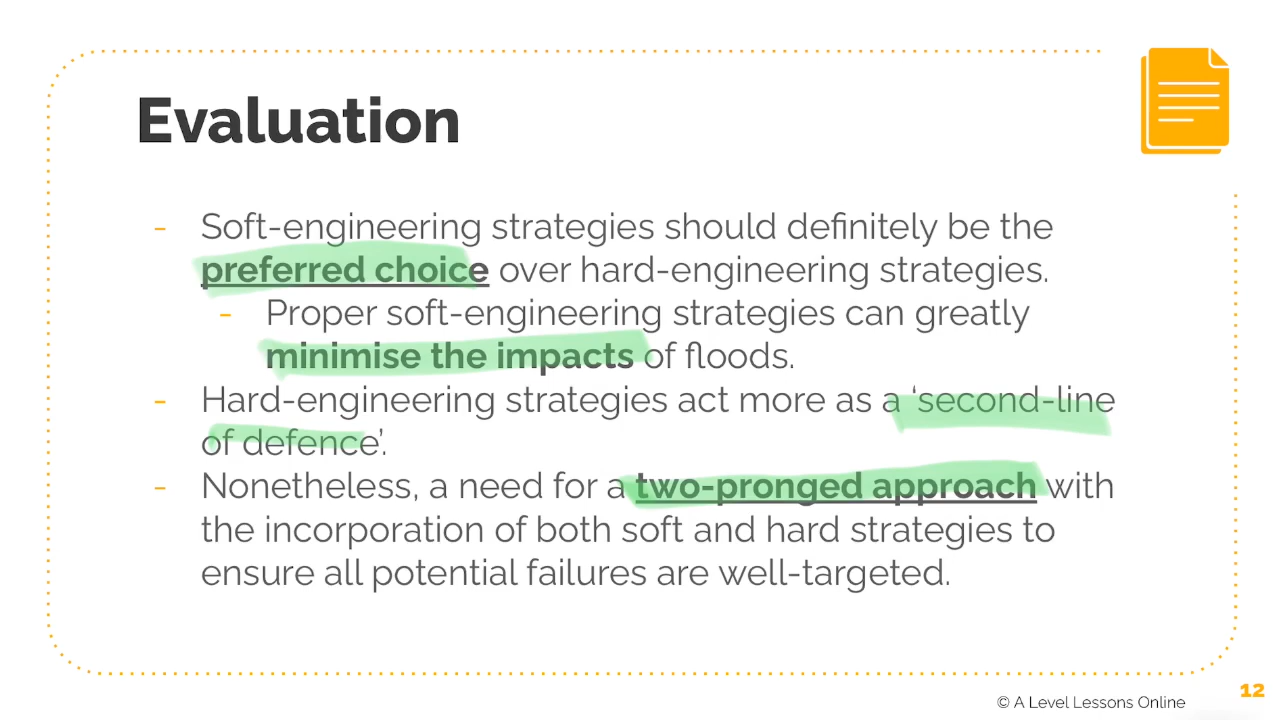 Evaluation
- Soft-engineering strategies should definitely be the
preferred choice over hard-engineering strategies.
- Proper soft-engineering strategies can greatly
minimise the impacts of floods.
- Hard-engineering strategies act more as a ‘second-line
of defence’.
- Nonetheless, a need for a two-pronged approach with
the incorporation of both soft and hard strategies to
ensure all potential failures are well-targeted.
12
© A Level Lessons Online